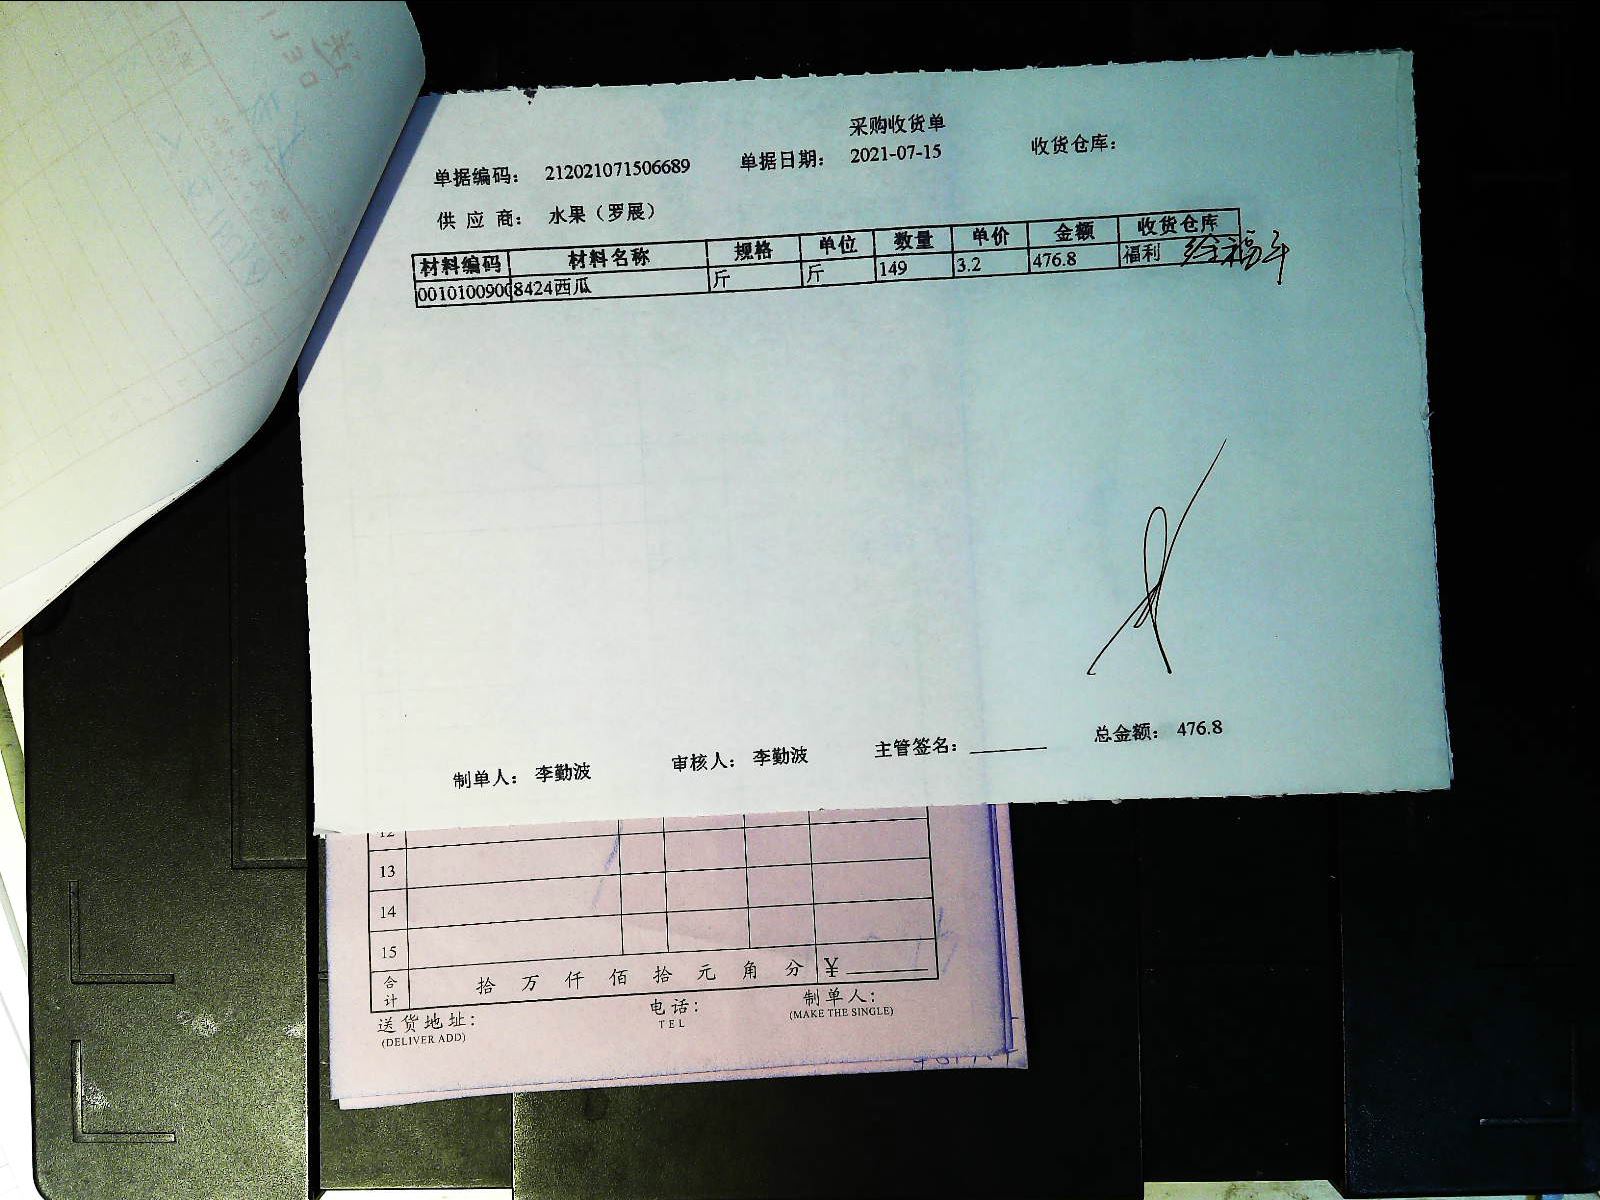 采购收货单
单据编码： 212021071506689 单据日期： 2021-07-15 收货仓库：
供 应 商： 水果（罗展）
材料编码 材料名称 规格 单位 数量 单价 金额 收货仓库
0010100900 8424西瓜 斤 斤 149 3.2 476.8 福利
制单人： 李勤波 审核人： 李勤波 主管签名： 总金额： 476.8
12
13
14
15
合计 拾 万 仟 佰 拾 元 角 分 ¥
送货地址： 电话： 制单人：
(DELIVER ADD) TEL (MAKE THE SINGLE)